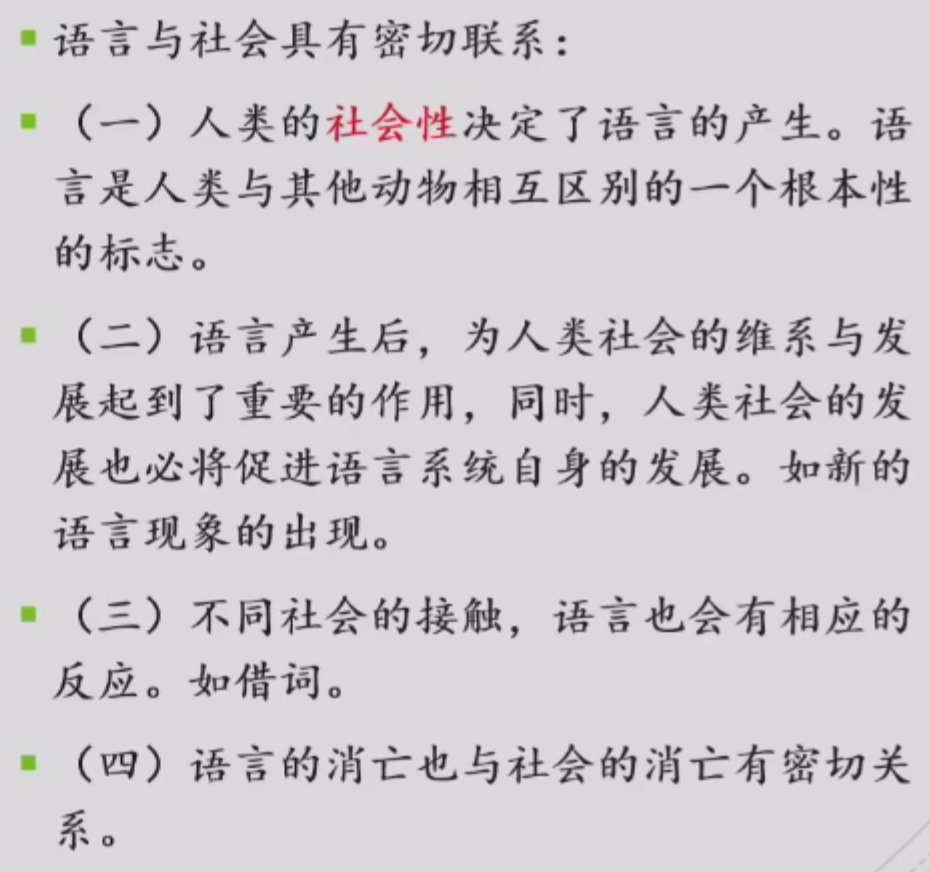 语言与社会具有密切联系：
（一）人类的社会性决定了语言的产生。语
言是人类与其他动物相互区别的一个根本性
的标志。
（二）语言产生后，为人类社会的维系与发
展起到了重要的作用，同时，人类社会的发
展也必将促进语言系统自身的发展。如新的
语言现象的出现。
（三）不同社会的接触，语言也会有相应的
反应。如借词。
（四）语言的消亡也与社会的消亡有密切关
系。